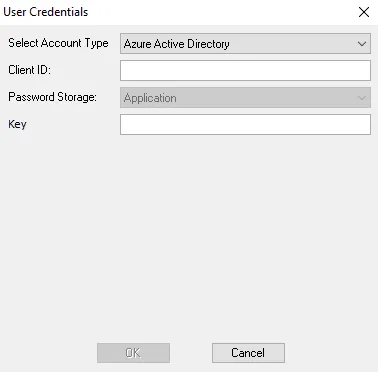 User Credentials
Select Account Type Azure Active Directory
Client ID:
Password Storage: Application
Key
OK Cancel